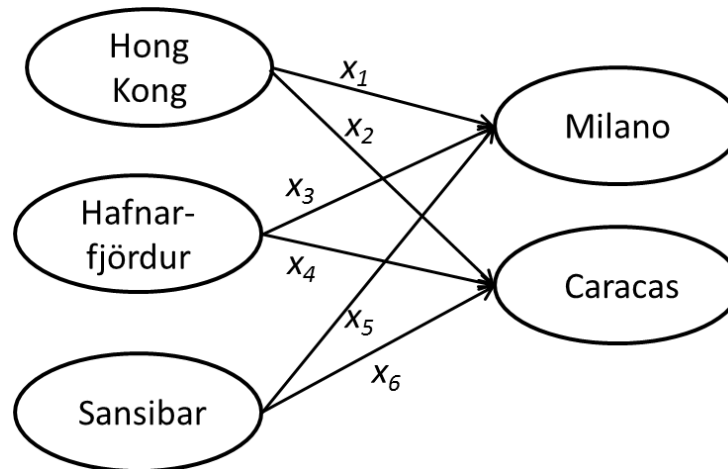 Hong
Kong
x1
x2
Milano
Hafnar-
fjördur
x3
x4
Caracas
x5
x6
Sansibar